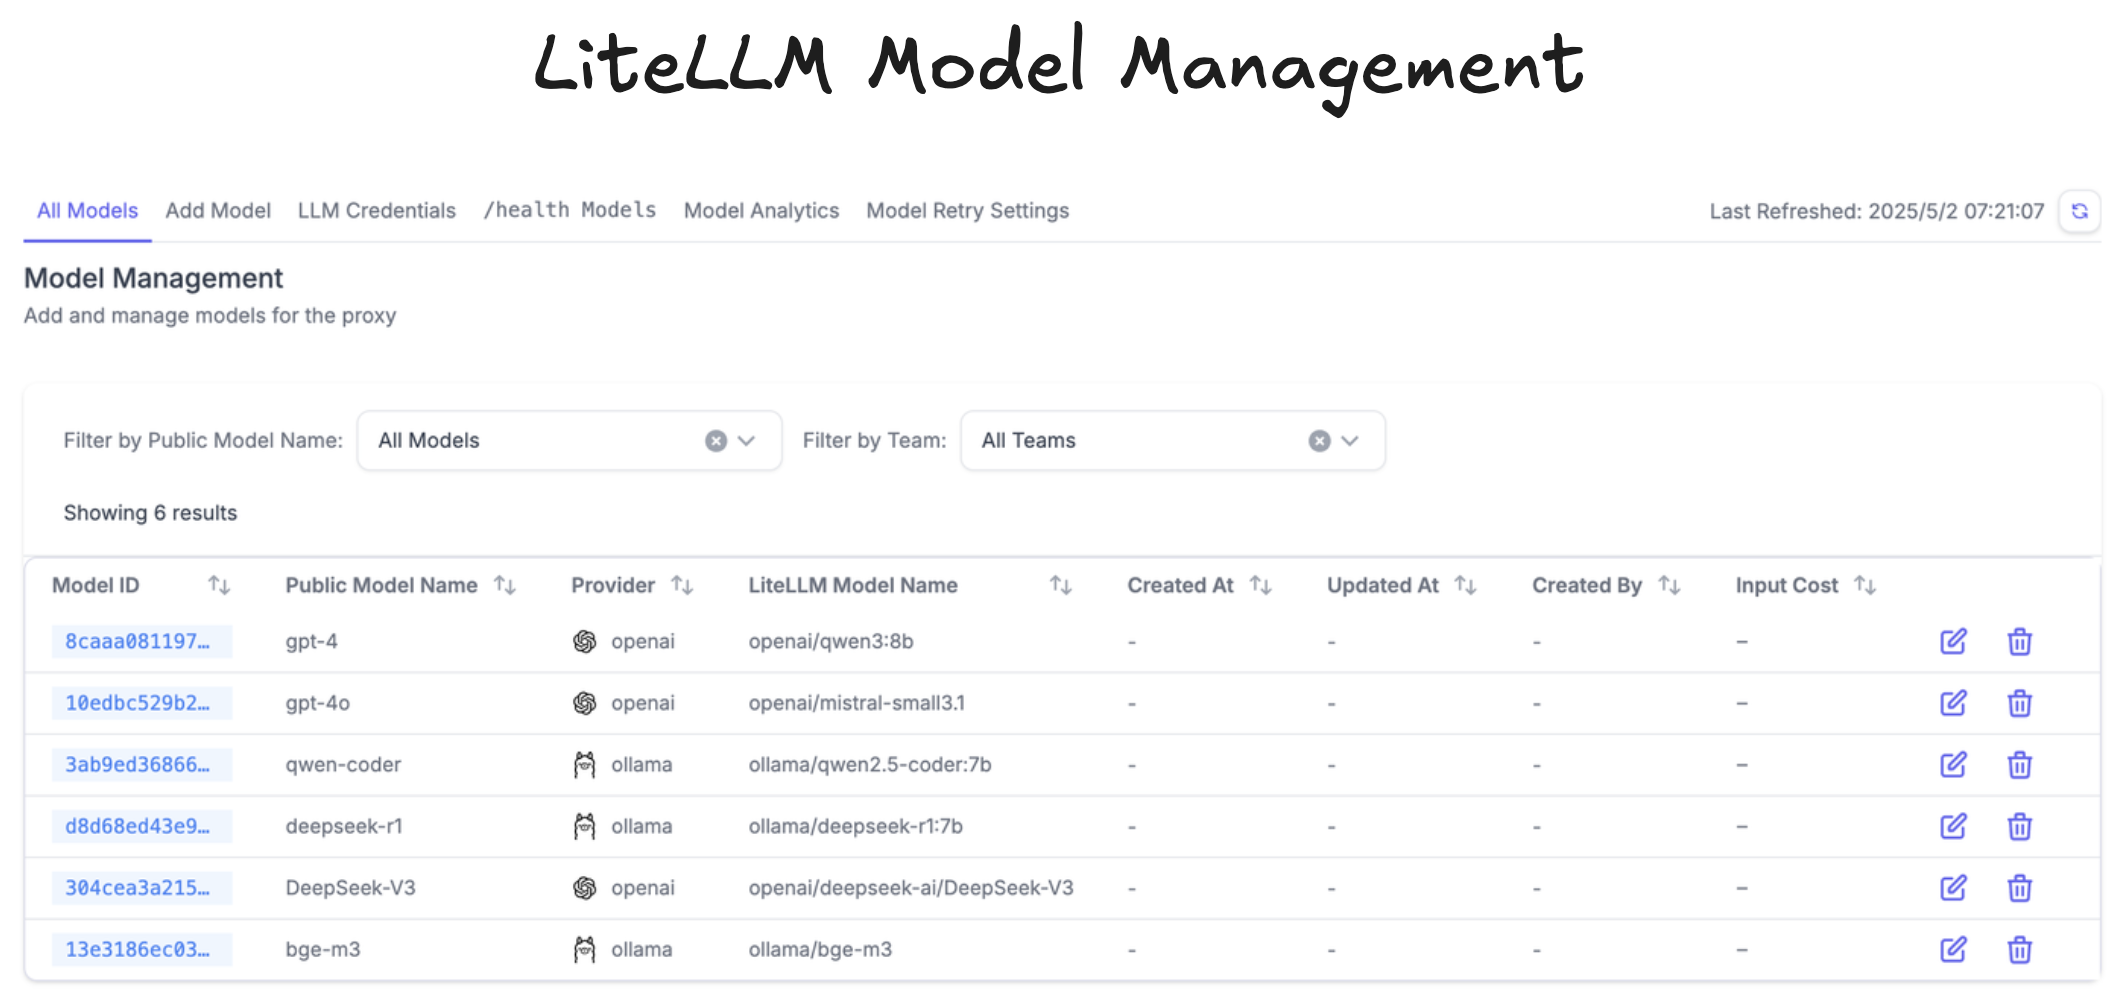 LiteLLM Model Management
All Models Add Model LLM Credentials /health Models Model Analytics Model Retry Settings Last Refreshed: 2025/5/2 07:21:07
Model Management
Add and manage models for the proxy
Filter by Public Model Name: All Models Filter by Team: All Teams
Showing 6 results
Model ID Public Model Name Provider LiteLLM Model Name Created At Updated At Created By Input Cost
8caaa081197… gpt-4 openai openai/qwen3:8b - - - –
10edbc529b2… gpt-4o openai openai/mistral-small3.1 - - - –
3ab9ed36866… qwen-coder ollama ollama/qwen2.5-coder:7b - - - –
d8d68ed43e9… deepseek-r1 ollama ollama/deepseek-r1:7b - - - –
304cea3a215… DeepSeek-V3 openai openai/deepseek-ai/DeepSeek-V3 - - - –
13e3186ec03… bge-m3 ollama ollama/bge-m3 - - - –